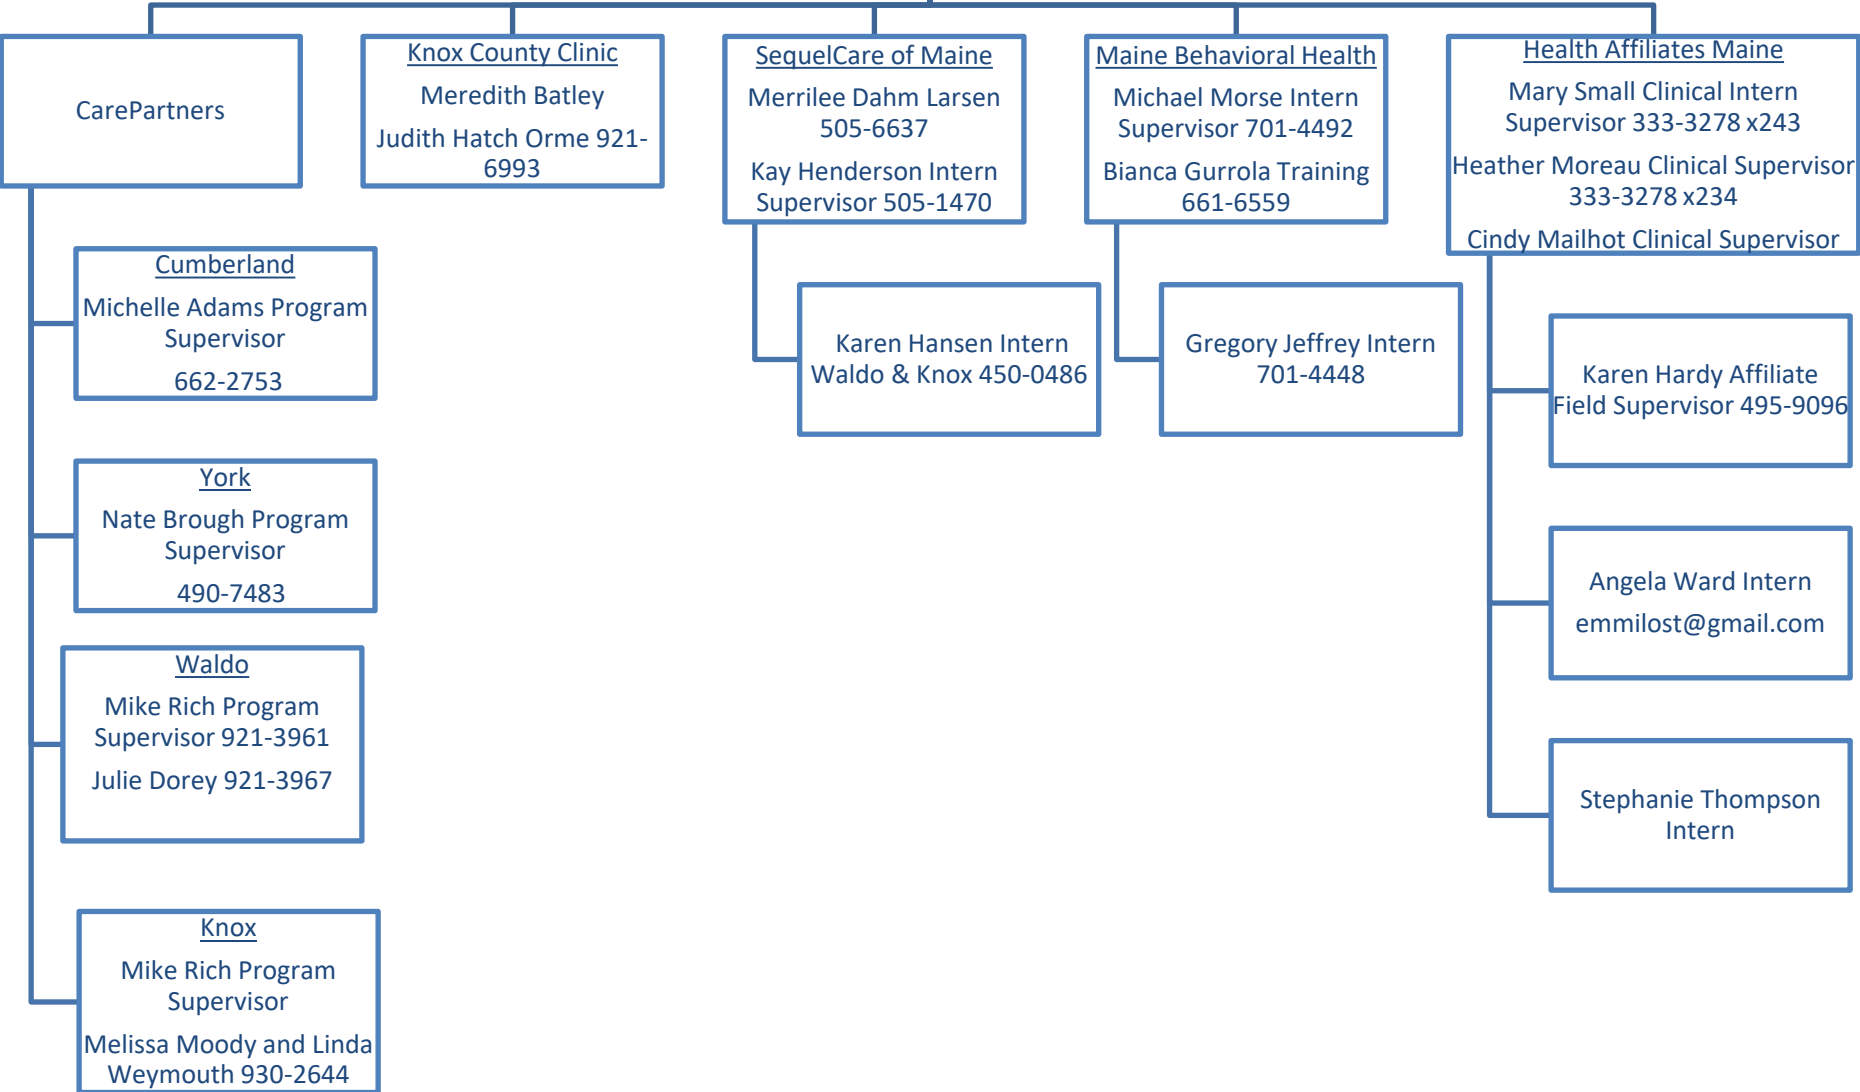 CarePartners
Knox County Clinic
Meredith Batley
Judith Hatch Orme 921-
6993
SequelCare of Maine
Merrilee Dahm Larsen
505-6637
Kay Henderson Intern
Supervisor 505-1470
Maine Behavioral Health
Michael Morse Intern
Supervisor 701-4492
Bianca Gurrola Training
661-6559
Health Affiliates Maine
Mary Small Clinical Intern
Supervisor 333-3278 x243
Heather Moreau Clinical Supervisor
333-3278 x234
Cindy Mailhot Clinical Supervisor
Cumberland
Michelle Adams Program
Supervisor
662-2753
York
Nate Brough Program
Supervisor
490-7483
Waldo
Mike Rich Program
Supervisor 921-3961
Julie Dorey 921-3967
Knox
Mike Rich Program
Supervisor
Melissa Moody and Linda
Weymouth 930-2644
Karen Hansen Intern
Waldo & Knox 450-0486
Gregory Jeffrey Intern
701-4448
Karen Hardy Affiliate
Field Supervisor 495-9096
Angela Ward Intern
emmilost@gmail.com
Stephanie Thompson
Intern